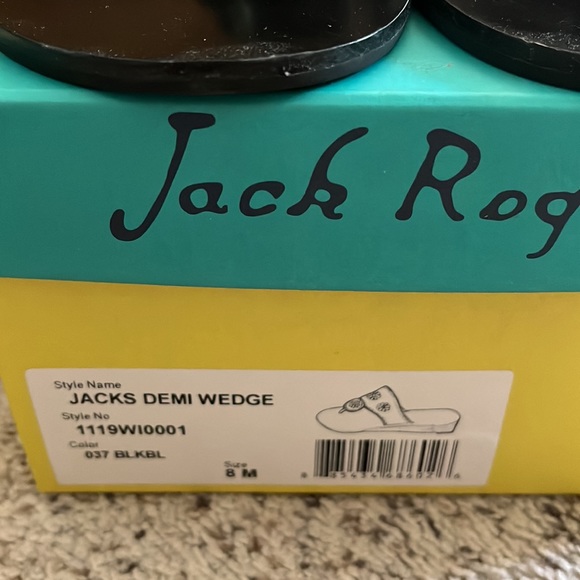 Jack Rog
Style Name
JACKS DEMI WEDGE
Style No
1119WI0001
Color
037 BLKBL
Size
8 M